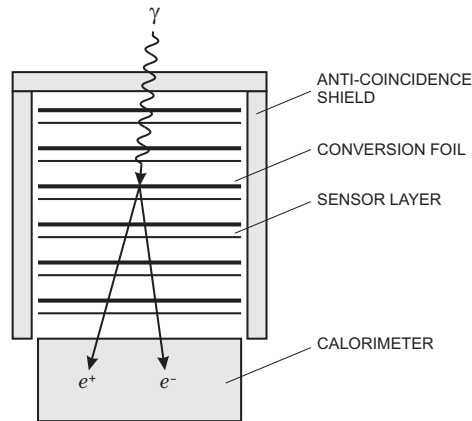 γ
ANTI-COINCIDENCE
SHIELD
CONVERSION FOIL
SENSOR LAYER
CALORIMETER
e⁺
e⁻